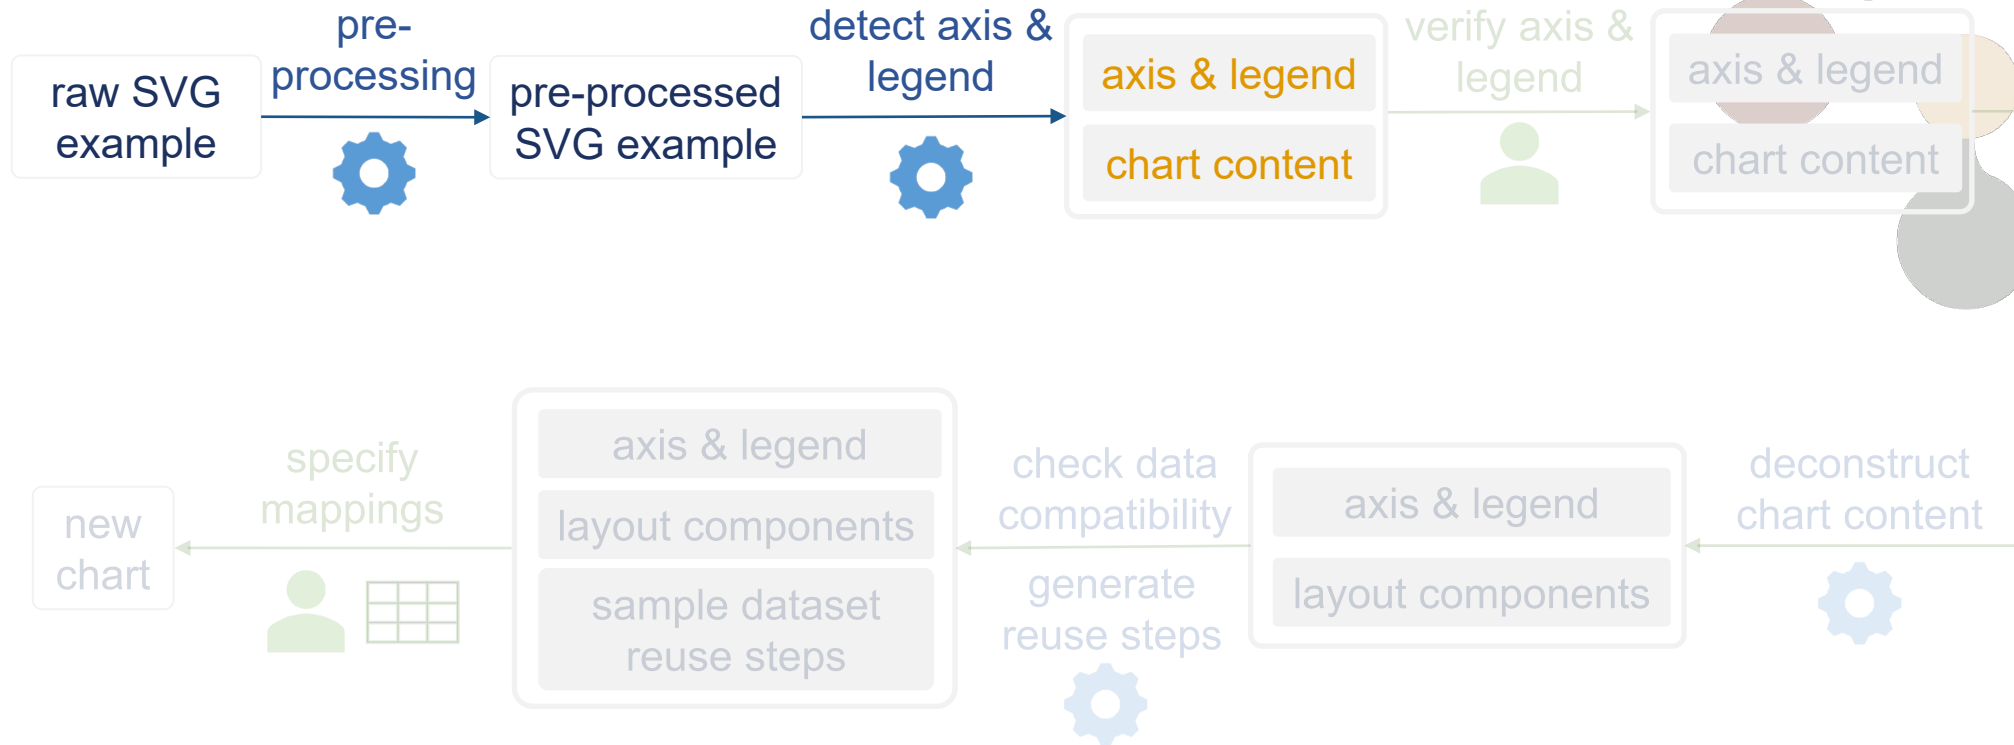 raw SVG
example
pre-
processing
pre-processed
SVG example
detect axis &
legend
axis & legend
chart content
verify axis &
legend
axis & legend
chart content
deconstruct
chart content
axis & legend
layout components
check data
compatibility
generate
reuse steps
axis & legend
layout components
sample dataset
reuse steps
specify
mappings
new
chart